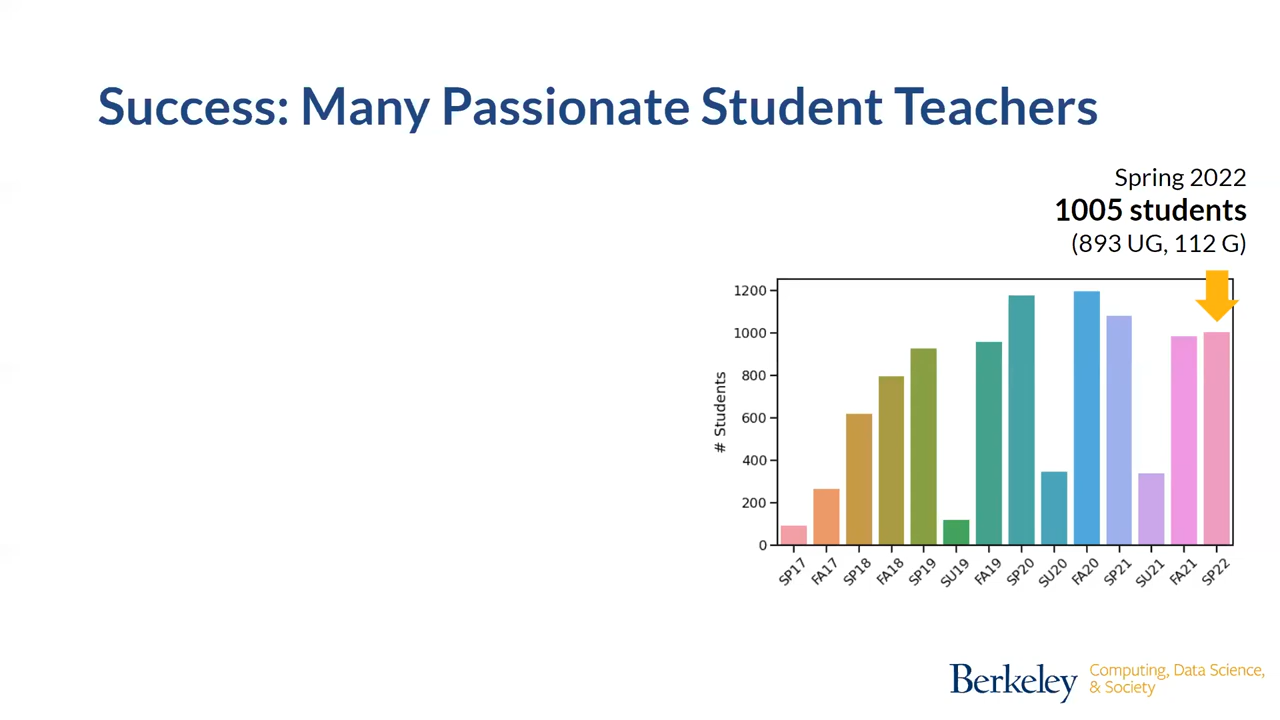 Success: Many Passionate Student Teachers
Spring 2022
1005 students
(893 UG, 112 G)
1200
1000
800
600
400
200
0
# Students
SP17
FA17
SP18
FA18
SP19
SU19
FA19
SP20
SU20
FA20
SP21
SU21
FA21
SP22
Berkeley
Computing, Data Science,
& Society